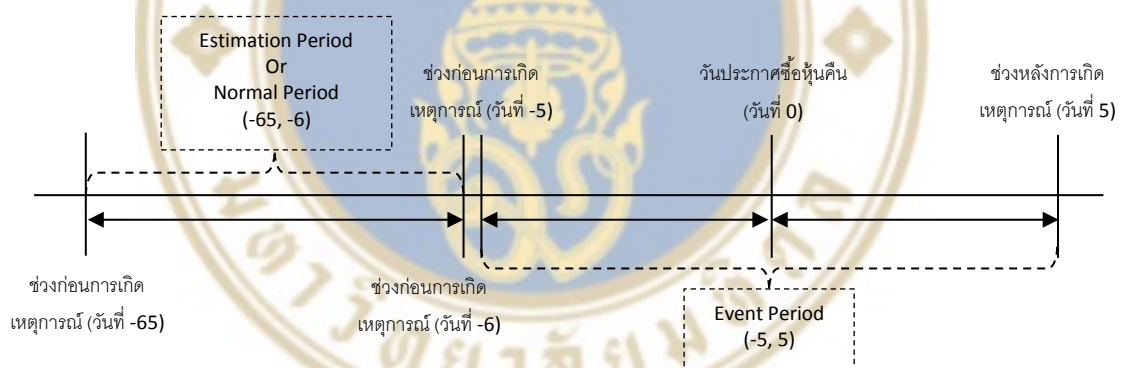 Estimation Period
Or
Normal Period
(-65, -6)
ช่วงก่อนการเกิด
เหตุการณ์ (วันที่ -5)
วันประกาศซื้อหุ้นคืน
(วันที่ 0)
ช่วงหลังการเกิด
เหตุการณ์ (วันที่ 5)
ช่วงก่อนการเกิด
เหตุการณ์ (วันที่ -65)
ช่วงก่อนการเกิด
เหตุการณ์ (วันที่ -6)
Event Period
(-5, 5)